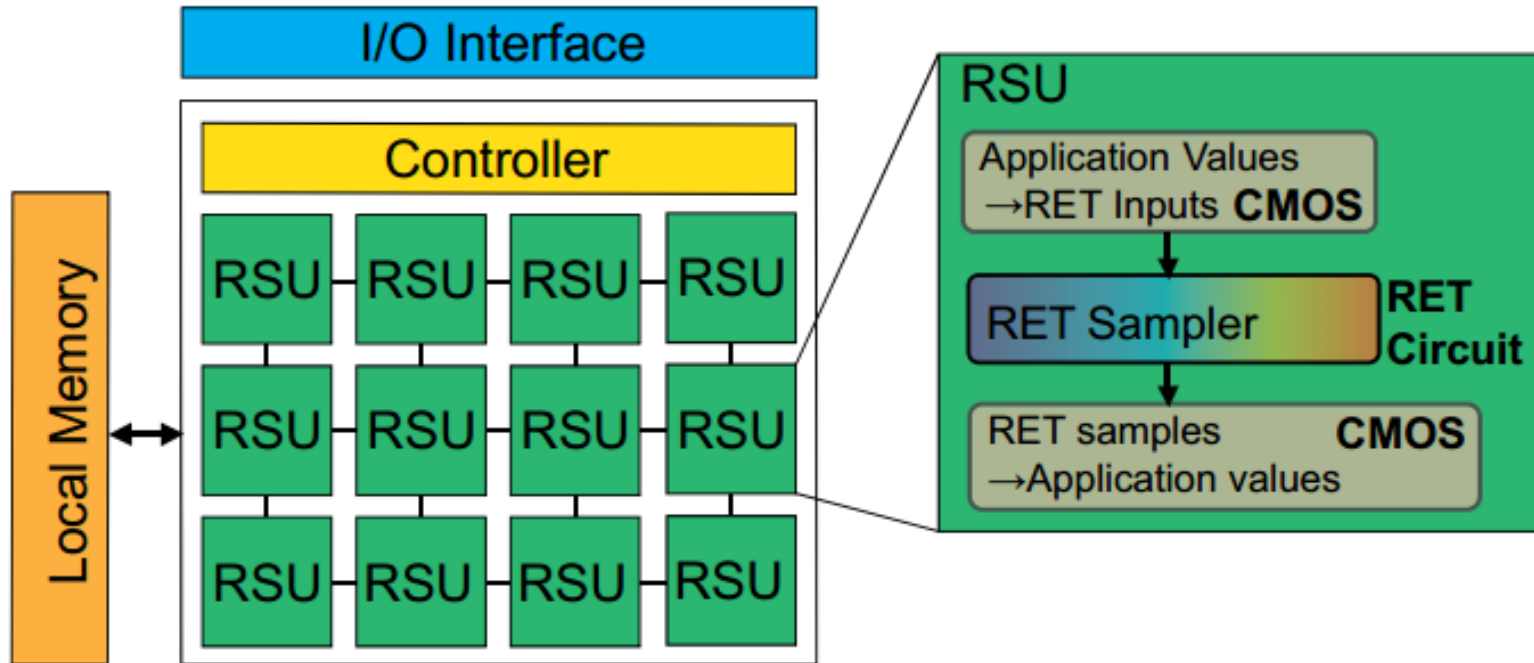 I/O Interface
Controller
Local Memory
RSU RSU RSU RSU
RSU RSU RSU RSU
RSU RSU RSU RSU
RSU
Application Values
→RET Inputs CMOS
RET Sampler
RET
Circuit
RET samples CMOS
→Application values